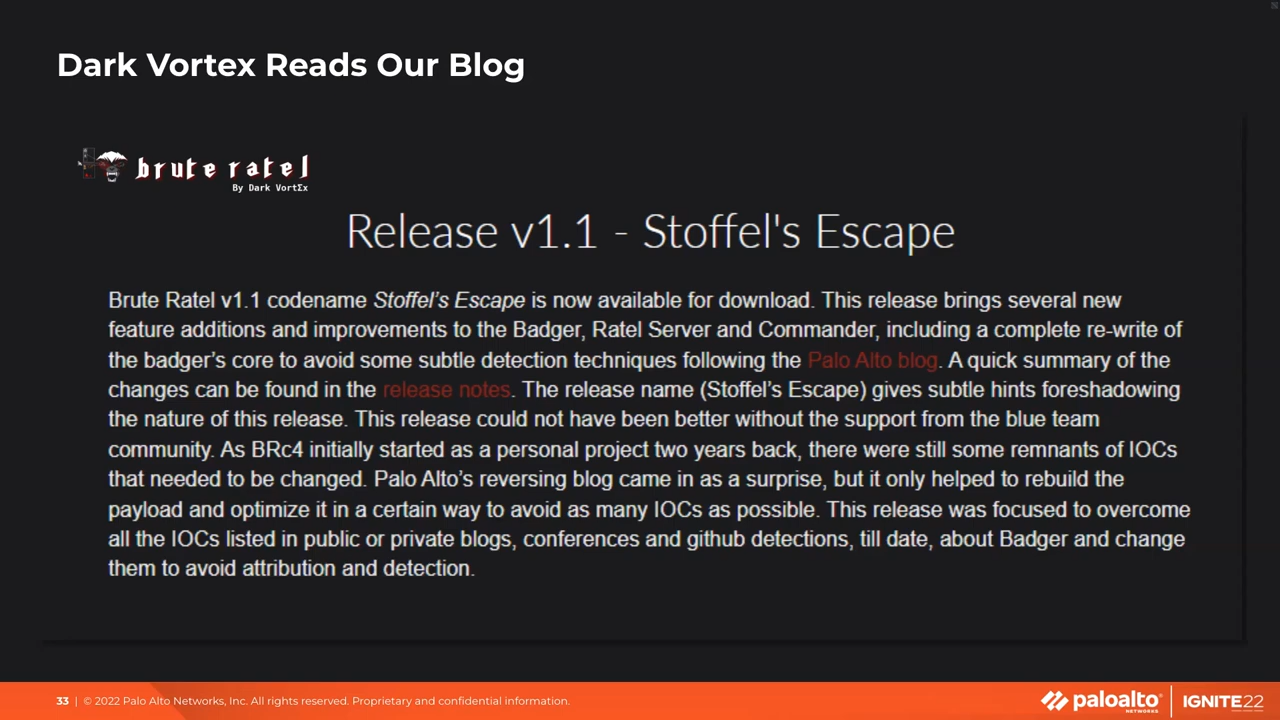 Dark Vortex Reads Our Blog
brute ratel
By Dark VortΣx
Release v1.1 - Stoffel's Escape
Brute Ratel v1.1 codename Stoffel's Escape is now available for download. This release brings several new
feature additions and improvements to the Badger, Ratel Server and Commander, including a complete re-write of
the badger's core to avoid some subtle detection techniques following the Palo Alto blog. A quick summary of the
changes can be found in the release notes. The release name (Stoffel's Escape) gives subtle hints foreshadowing
the nature of this release. This release could not have been better without the support from the blue team
community. As BRc4 initially started as a personal project two years back, there were still some remnants of IOCs
that needed to be changed. Palo Alto's reversing blog came in as a surprise, but it only helped to rebuild the
payload and optimize it in a certain way to avoid as many IOCs as possible. This release was focused to overcome
all the IOCs listed in public or private blogs, conferences and github detections, till date, about Badger and change
them to avoid attribution and detection.
33 | © 2022 Palo Alto Networks, Inc. All rights reserved. Proprietary and confidential information.
paloalto
NETWORKS
IGNITE22